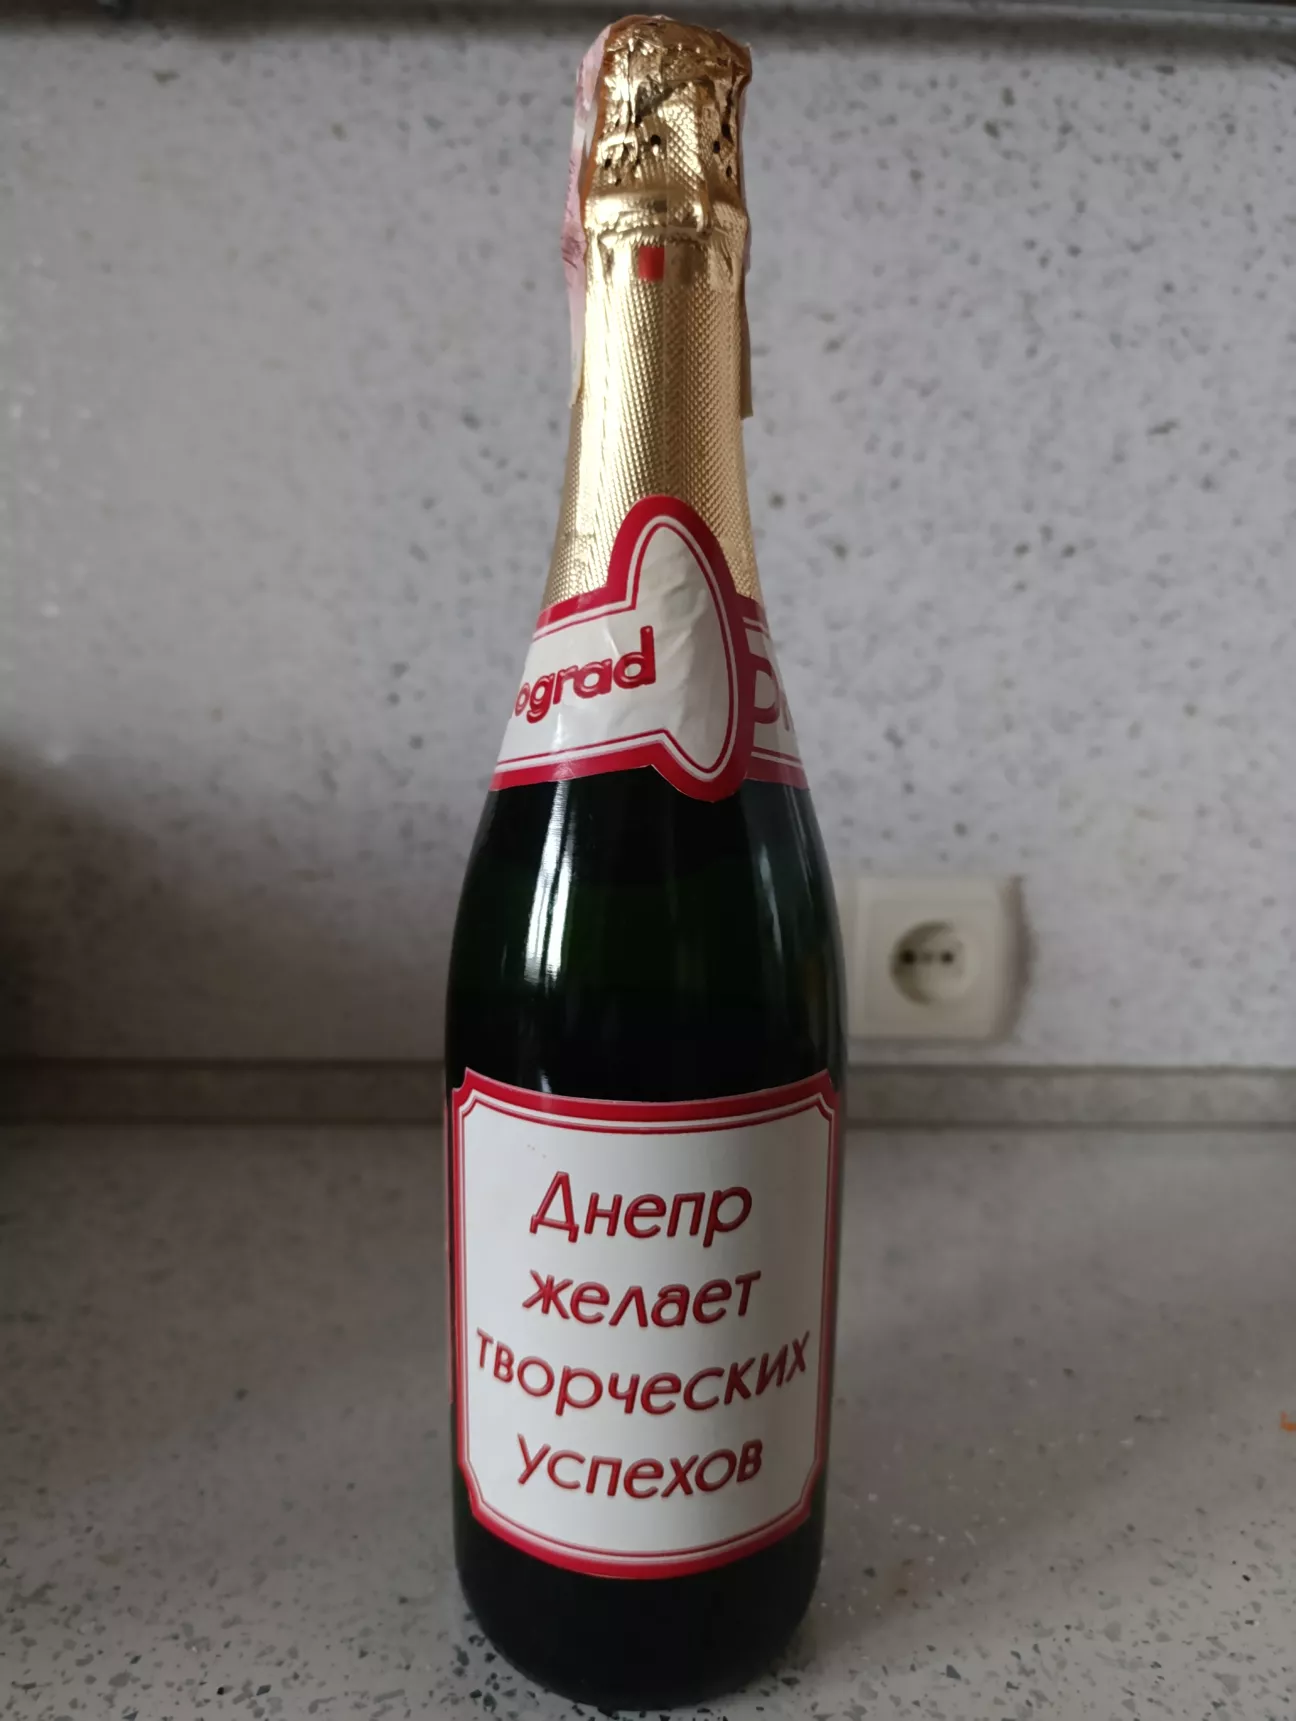 ograd
Днепр
желает
творческих
успехов